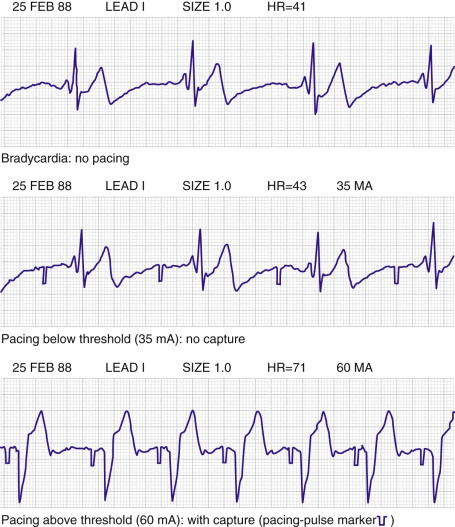 25 FEB 88 LEAD I SIZE 1.0 HR=41
Bradycardia: no pacing
25 FEB 88 LEAD I SIZE 1.0 HR=43 35 MA
Pacing below threshold (35 mA): no capture
25 FEB 88 LEAD I SIZE 1.0 HR=71 60 MA
Pacing above threshold (60 mA): with capture (pacing-pulse marker )